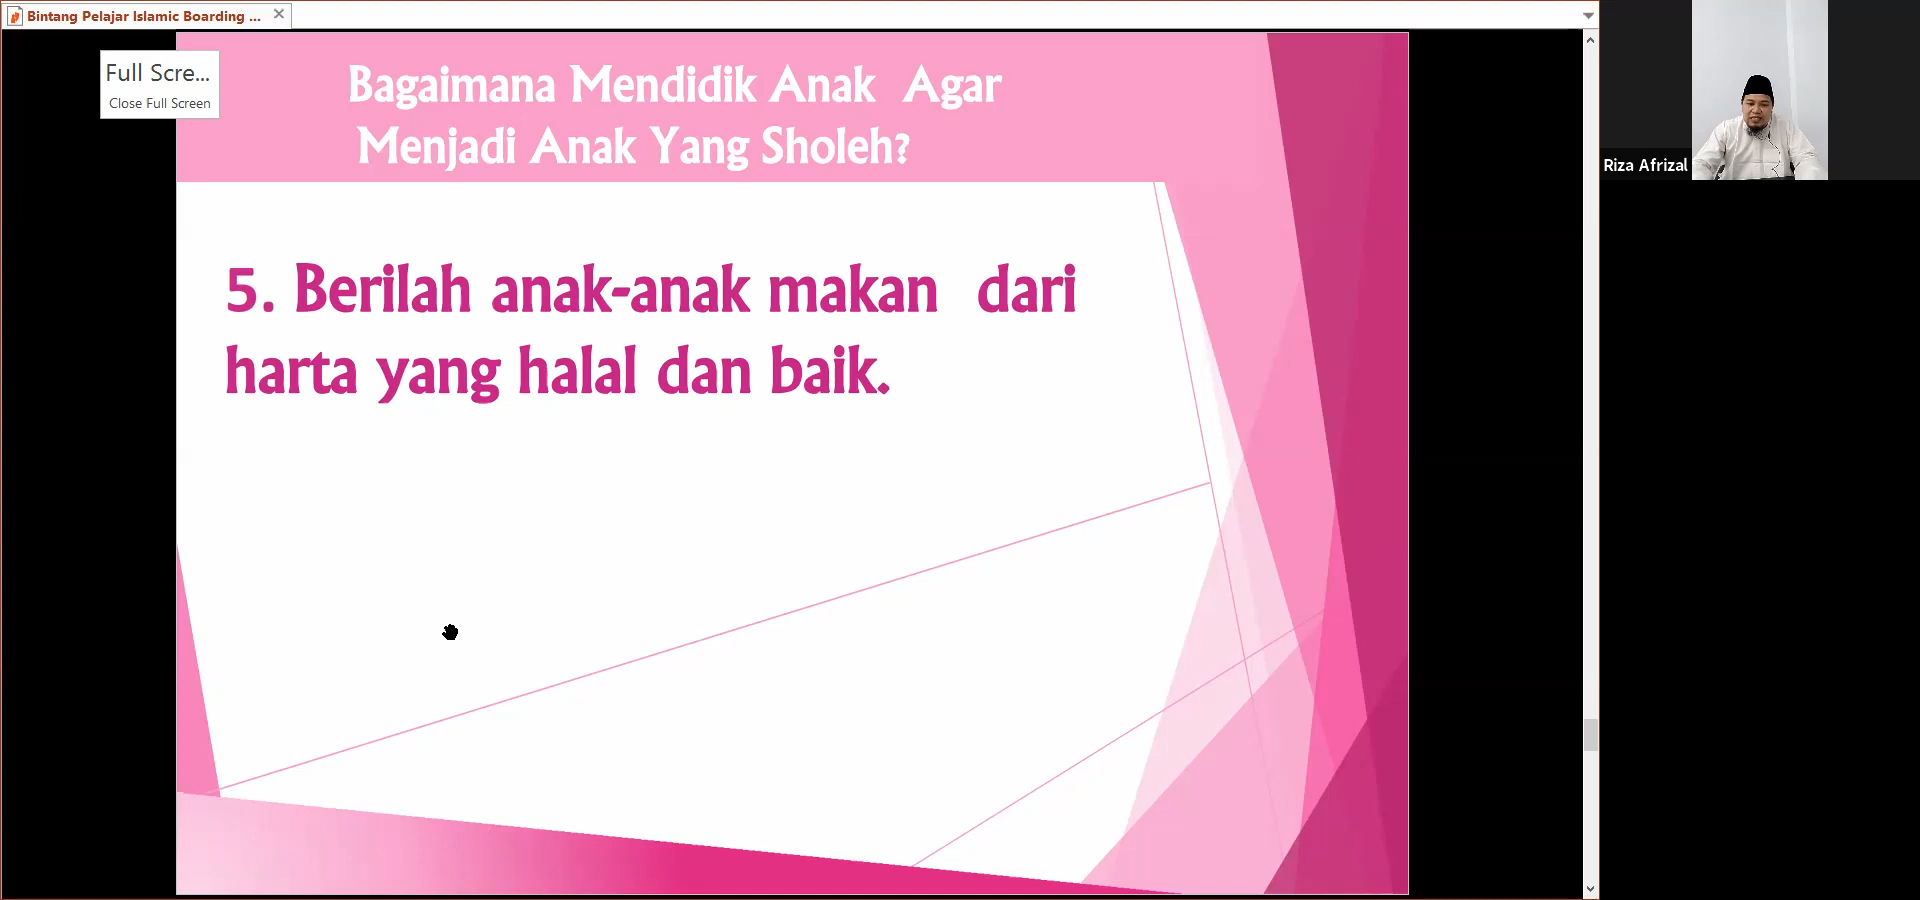 Bintang Pelajar Islamic Boarding ...
Full Scre...
Close Full Screen
Bagaimana Mendidik Anak Agar
Menjadi Anak Yang Sholeh?
5. Berilah anak-anak makan dari
harta yang halal dan baik.
Riza Afrizal